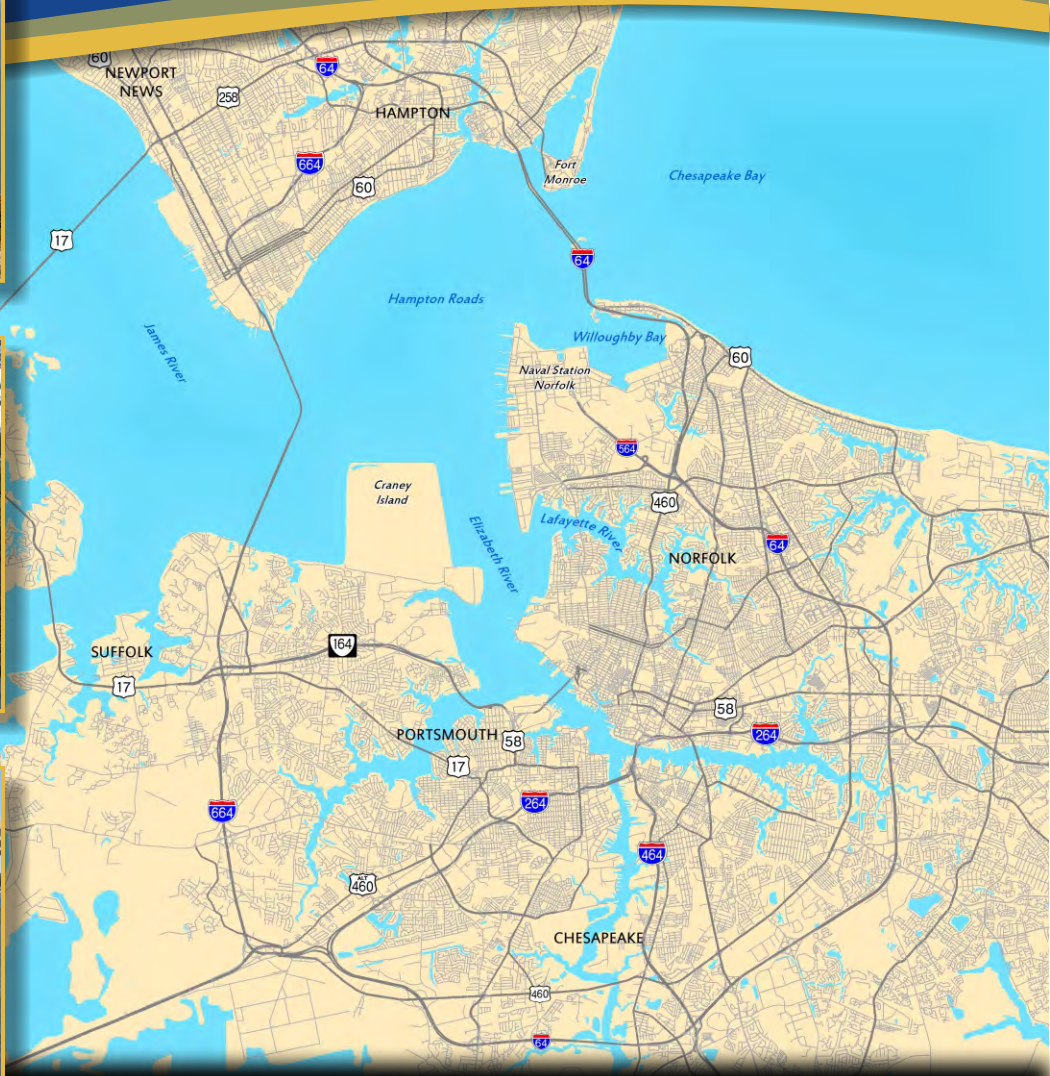 60
NEWPORT
NEWS
64
258
HAMPTON
664
60
Fort
Monroe
Chesapeake Bay
17
64
Hampton Roads
James River
Willoughby Bay
60
Naval Station
Norfolk
564
Craney
Island
460
Elizabeth River
Lafayette River
64
NORFOLK
164
SUFFOLK
17
58
PORTSMOUTH
58
264
17
264
664
464
ALT
460
CHESAPEAKE
460
64